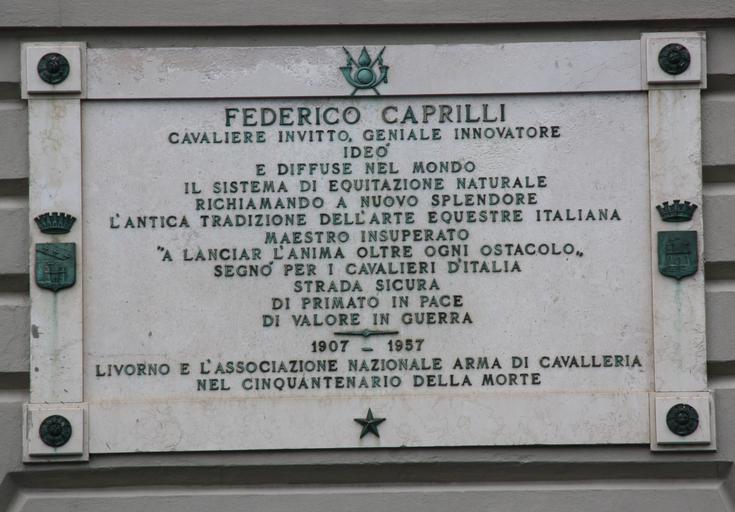 FEDERICO CAPRILLI
CAVALIERE INVITTO, GENIALE INNOVATORE
IDEO'
E DIFFUSE NEL MONDO
IL SISTEMA DI EQUITAZIONE NATURALE
RICHIAMANDO A NUOVO SPLENDORE
L'ANTICA TRADIZIONE DELL'ARTE EQUESTRE ITALIANA
MAESTRO INSUPERATO
"A LANCIAR L'ANIMA OLTRE OGNI OSTACOLO„
SEGNO' PER I CAVALIERI D'ITALIA
STRADA SICURA
DI PRIMATO IN PACE
DI VALORE IN GUERRA
1907 - 1957
LIVORNO E L'ASSOCIAZIONE NAZIONALE ARMA DI CAVALLERIA
NEL CINQUANTENARIO DELLA MORTE